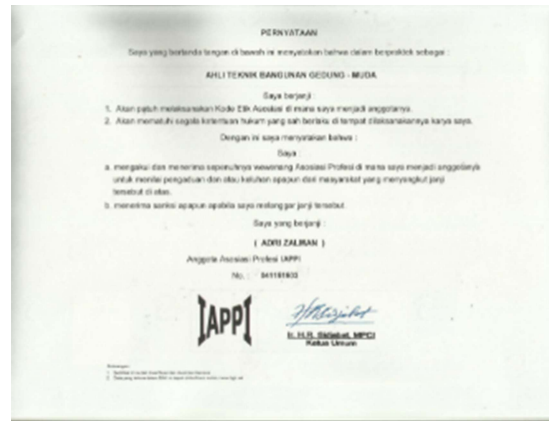 PERNYATAAN
Saya yang bertanda tangan di bawah ini menyatakan bahwa dalam berpraktek sebagai :
AHLI TEKNIK BANGUNAN GEDUNG - MUDA
Saya berjanji :
1. Akan patuh melaksanakan Kode Etik Asosiasi di mana saya menjadi anggotanya.
2. Akan mematuhi segala ketentuan hukum yang sah berlaku di tempat dilaksanakannya karya saya.
Dengan ini saya menyatakan bahwa :
Saya :
a. mengakui dan menerima sepenuhnya wewenang Asosiasi Profesi di mana saya menjadi anggotanya
untuk menilai pengaduan dan atau keluhan apapun dari masyarakat yang menyangkut janji
tersebut di atas.
b. menerima sanksi apapun apabila saya melanggar janji tersebut.
Saya yang berjanji :
( ADRI ZALMAN )
Anggota Asosiasi Profesi IAPPI
No. :
IAPPI
Ir. H.R. Sidjabat, MPCI
Ketua Umum